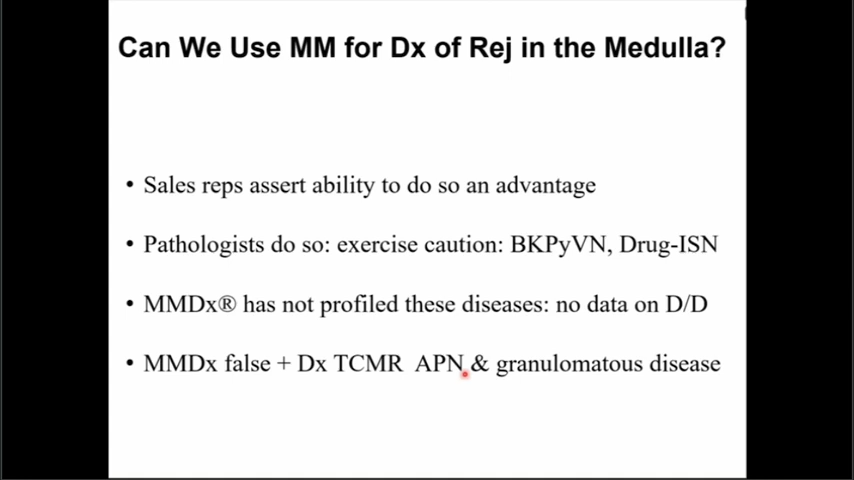 Can We Use MM for Dx of Rej in the Medulla?
• Sales reps assert ability to do so an advantage
• Pathologists do so: exercise caution: BKPyVN, Drug-ISN
• MMDx® has not profiled these diseases: no data on D/D
• MMDx false + Dx TCMR APN & granulomatous disease